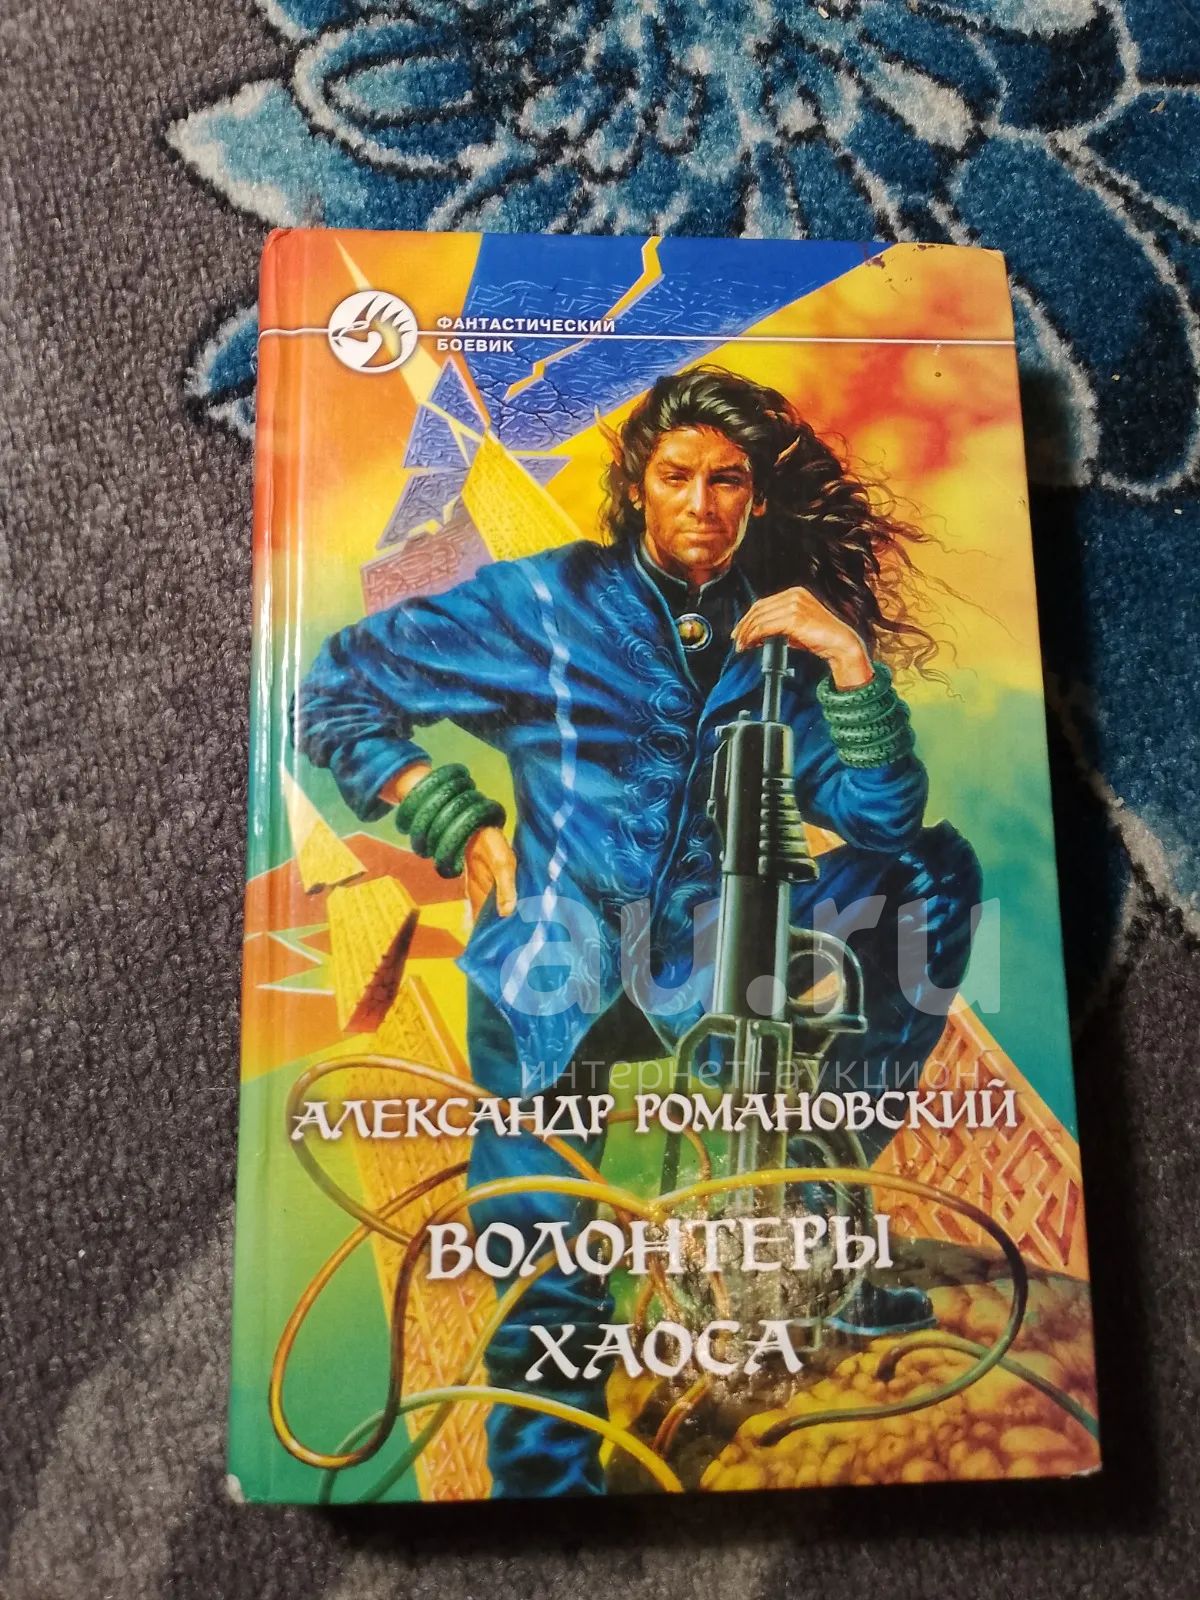 ФАНТАСТИЧЕСКИЙ
БОЕВИК
au.ru
интернет-аукцион
АЛЕКСАНДР РОМАНОВСКИЙ
ВОЛОНТЕРЫ
ХАОСА